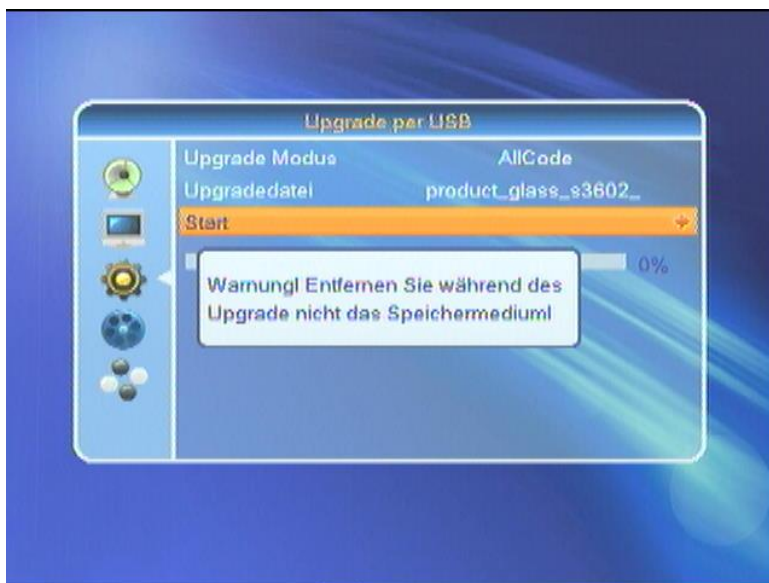 Upgrade per USB
Upgrade Modus AllCode
Upgradedatei product_glass_s3602_
Start
0%
Warnung! Entfernen Sie während des
Upgrade nicht das Speichermedium!